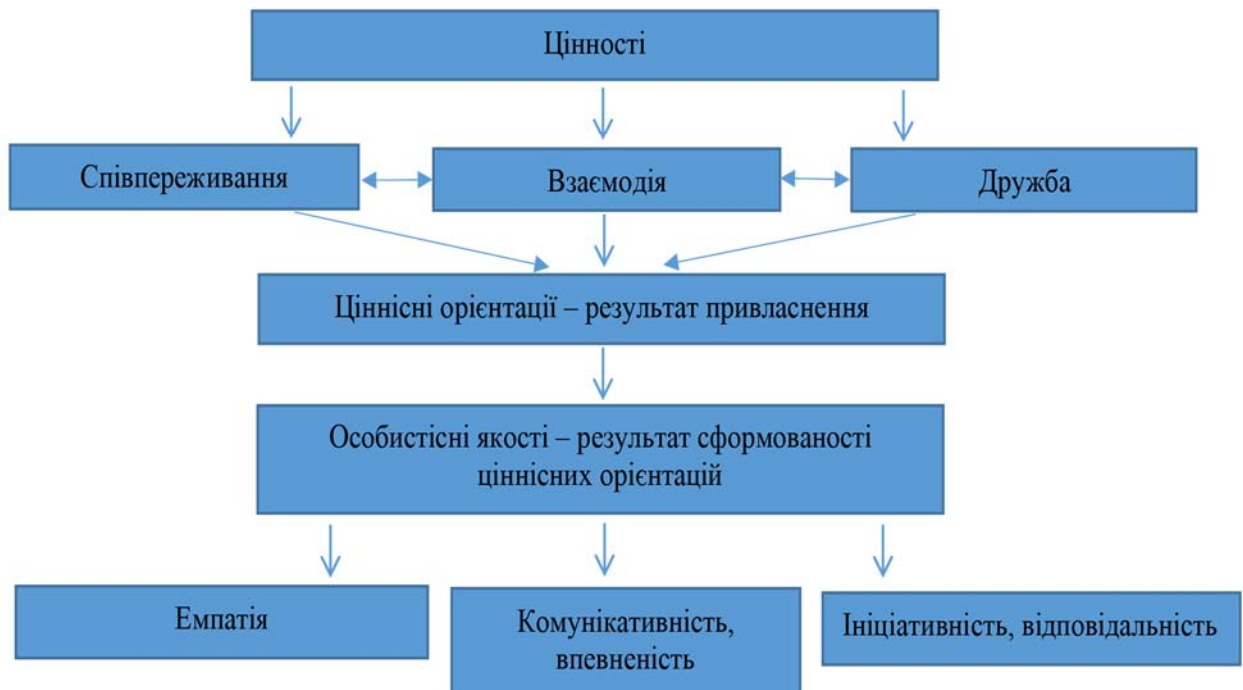 Цінності
Співпереживання
Взаємодія
Дружба
Ціннісні орієнтації – результат привласнення
Особистісні якості – результат сформованості
ціннісних орієнтацій
Емпатія
Комунікативність,
впевненість
Ініціативність, відповідальність